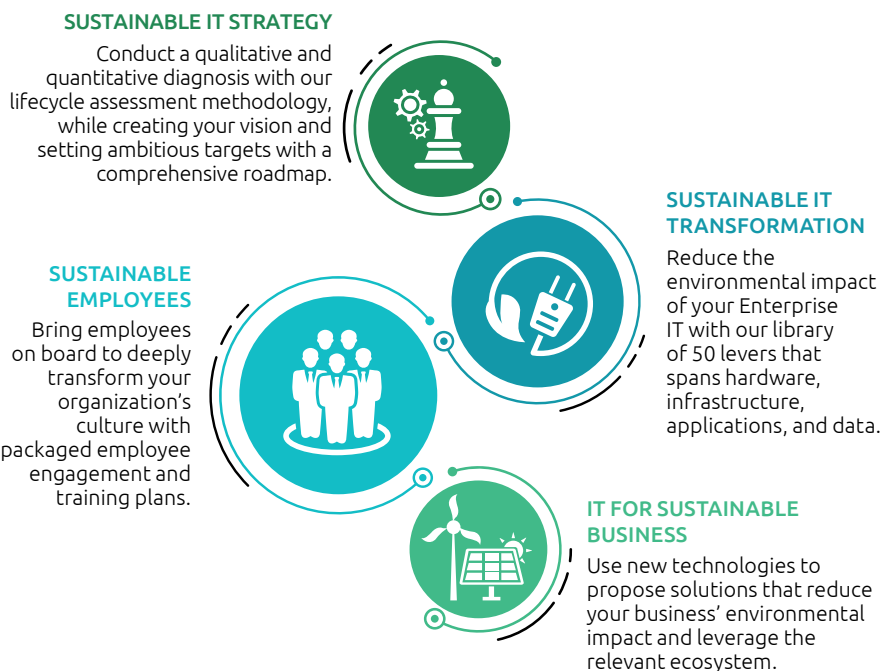 SUSTAINABLE IT STRATEGY
Conduct a qualitative and
quantitative diagnosis with our
lifecycle assessment methodology,
while creating your vision and
setting ambitious targets with a
comprehensive roadmap.
SUSTAINABLE IT
TRANSFORMATION
Reduce the
environmental impact
of your Enterprise
IT with our library
of 50 levers that
spans hardware,
infrastructure,
applications, and data.
SUSTAINABLE
EMPLOYEES
Bring employees
on board to deeply
transform your
organization’s
culture with
packaged employee
engagement and
training plans.
IT FOR SUSTAINABLE
BUSINESS
Use new technologies to
propose solutions that reduce
your business’ environmental
impact and leverage the
relevant ecosystem.